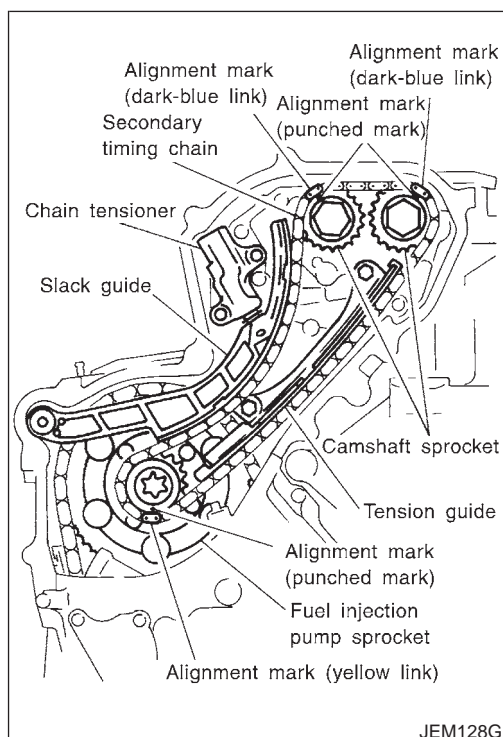 Alignment mark
(dark-blue link)
Alignment mark
(dark-blue link)
Alignment mark
(punched mark)
Secondary
timing chain
Chain tensioner
Slack guide
Camshaft sprocket
Tension guide
Alignment mark
(punched mark)
Fuel injection
pump sprocket
Alignment mark (yellow link)
JEM128G